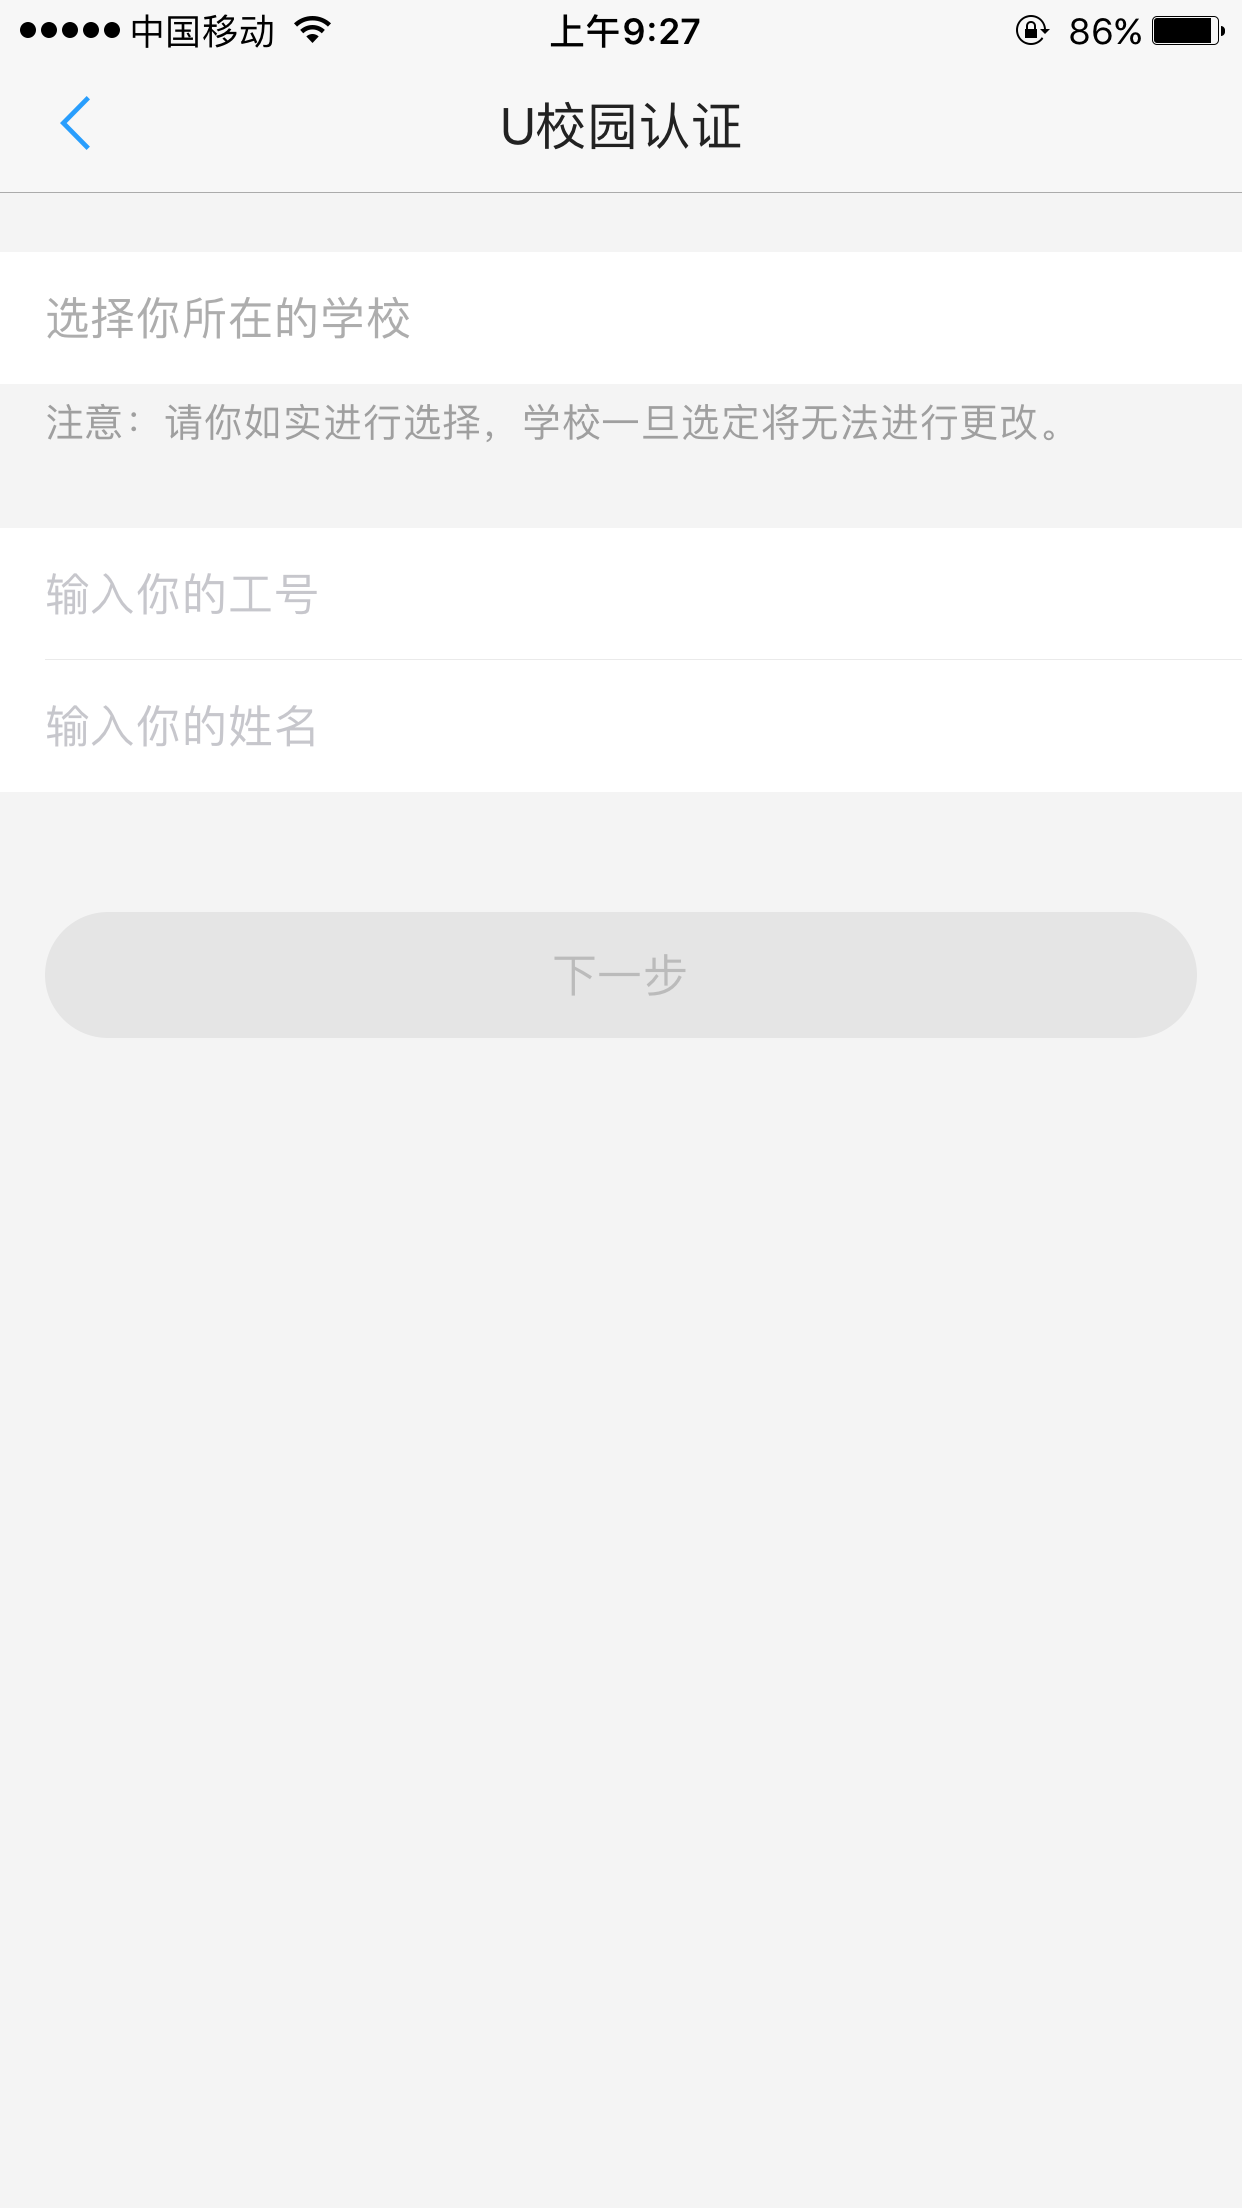 中国移动 上午9:27 86%
U校园认证
选择你所在的学校
注意：请你如实进行选择，学校一旦选定将无法进行更改。
输入你的工号
输入你的姓名
下一步